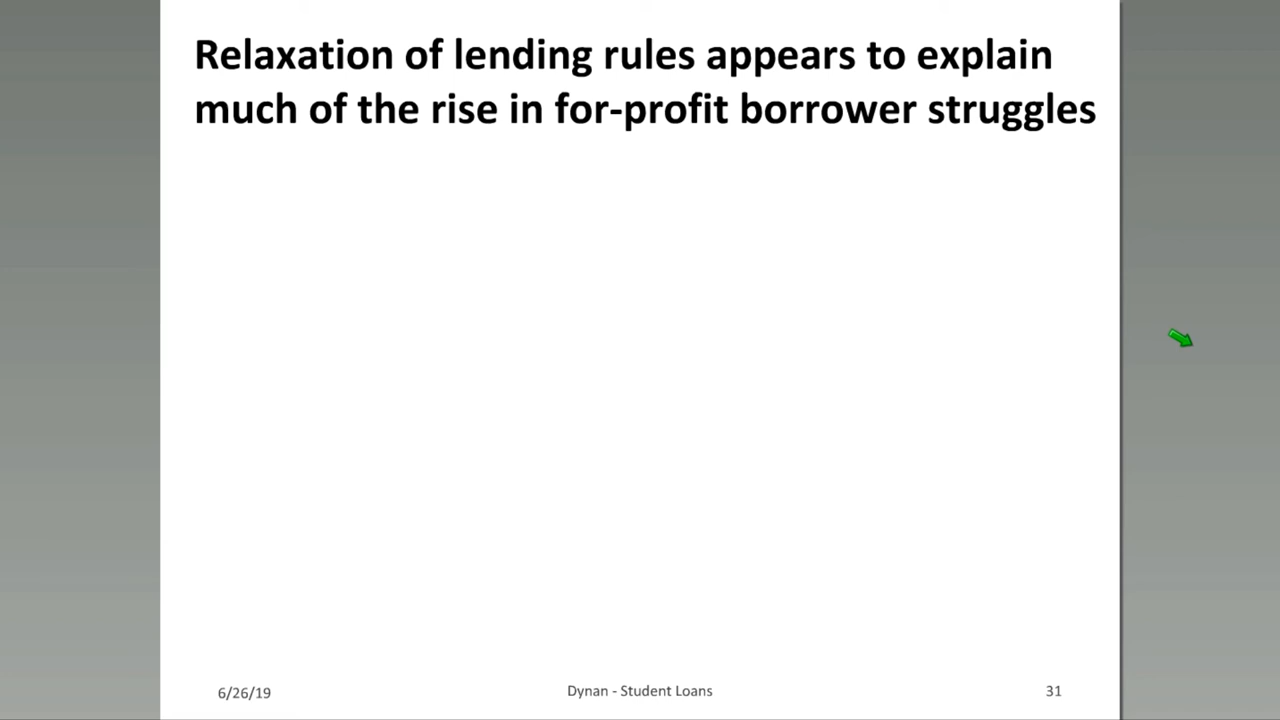 Relaxation of lending rules appears to explain
much of the rise in for-profit borrower struggles
6/26/19
Dynan - Student Loans
31